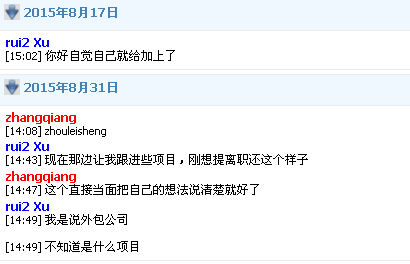 2015年8月17日
rui2 Xu
[15:02] 你好自觉自己就给加上了
2015年8月31日
zhangqiang
[14:08] zhouleisheng
rui2 Xu
[14:43] 现在那边让我跟进些项目，刚想提离职还这个样子
zhangqiang
[14:47] 这个直接当面把自己的想法说清楚就好了
rui2 Xu
[14:49] 我是说外包公司
[14:49] 不知道是什么项目